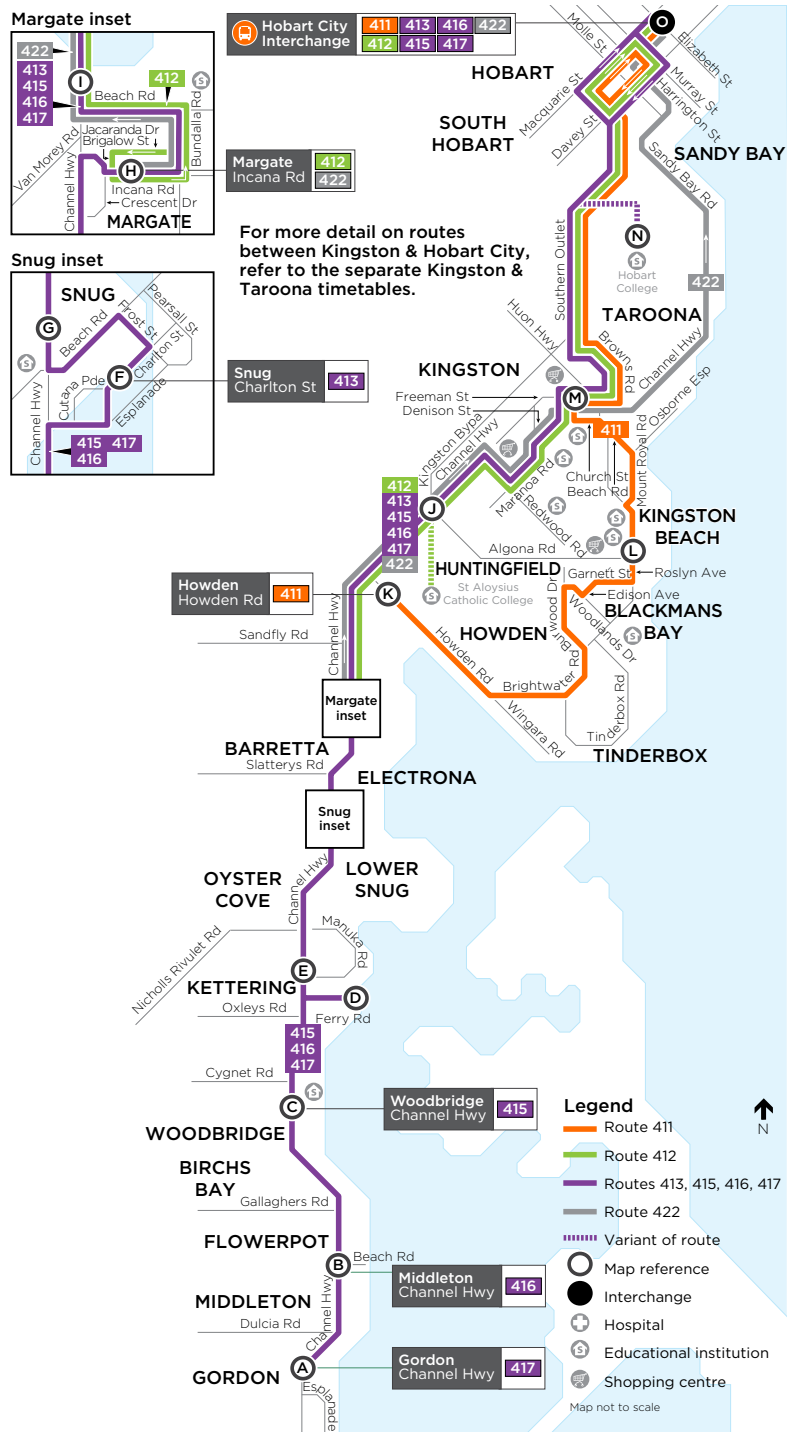 Margate inset
422
413
415
416
417
I
Beach Rd
412
Bundalla Rd
Jacaranda Dr
Brigalow St
Van Morey Rd
Channel Hwy
H
Incana Rd
Crescent Dr
MARGATE
Hobart City
Interchange
411 413 416 422
412 415 417
Margate
Incana Rd
412
422
For more detail on routes
between Kingston & Hobart City,
refer to the separate Kingston &
Taroona timetables.
Snug inset
SNUG
G
Beach Rd
Frost St
Pearsall St
Charlton St
F
Cutana Pde
Esplanade
Channel Hwy
415 417
416
Snug
Charlton St
413
O
Molle St
Elizabeth St
HOBART
Macquarie St
Murray St
Harrington St
SOUTH
HOBART
Davey St
SANDY BAY
Sandy Bay Rd
N
Hobart
College
Southern Outlet
422
TAROONA
Huon Hwy
Browns Rd
Channel Hwy
KINGSTON
Osborne Esp
Freeman St
Denison St
M
411
Kingston Bypa
Channel Hwy
Church St
Beach Rd
Mount Royal Rd
Maranoa Rd
Redwood Rd
412
413
415
416
417
422
J
KINGSTON
BEACH
Algona Rd
L
HUNTINGFIELD
Garnett St
Roslyn Ave
St Aloysius
Catholic College
Edison Ave
BLACKMANS
BAY
Woodlands Dr
Burwood Dr
Howden
Howden Rd
411
K
HOWDEN
Howden Rd
Channel Hwy
Sandfly Rd
Brightwater Rd
Wingara Rd
Tinderbox Rd
TINDERBOX
Margate
inset
BARRETTA
Slatterys Rd
ELECTRONA
Snug
inset
LOWER
SNUG
OYSTER
COVE
Channel Hwy
Manuka Rd
Nicholls Rivulet Rd
E
KETTERING
D
Oxleys Rd
Ferry Rd
415
416
417
Cygnet Rd
C
Woodbridge
Channel Hwy
415
WOODBRIDGE
BIRCHS
BAY
Gallaghers Rd
FLOWERPOT
Beach Rd
B
Middleton
Channel Hwy
416
MIDDLETON
Channel Hwy
Dulcia Rd
A
GORDON
Esplanade
Gordon
Channel Hwy
417
Legend
Route 411
Route 412
Routes 413, 415, 416, 417
Route 422
Variant of route
Map reference
Interchange
Hospital
Educational institution
Shopping centre
Map not to scale
N